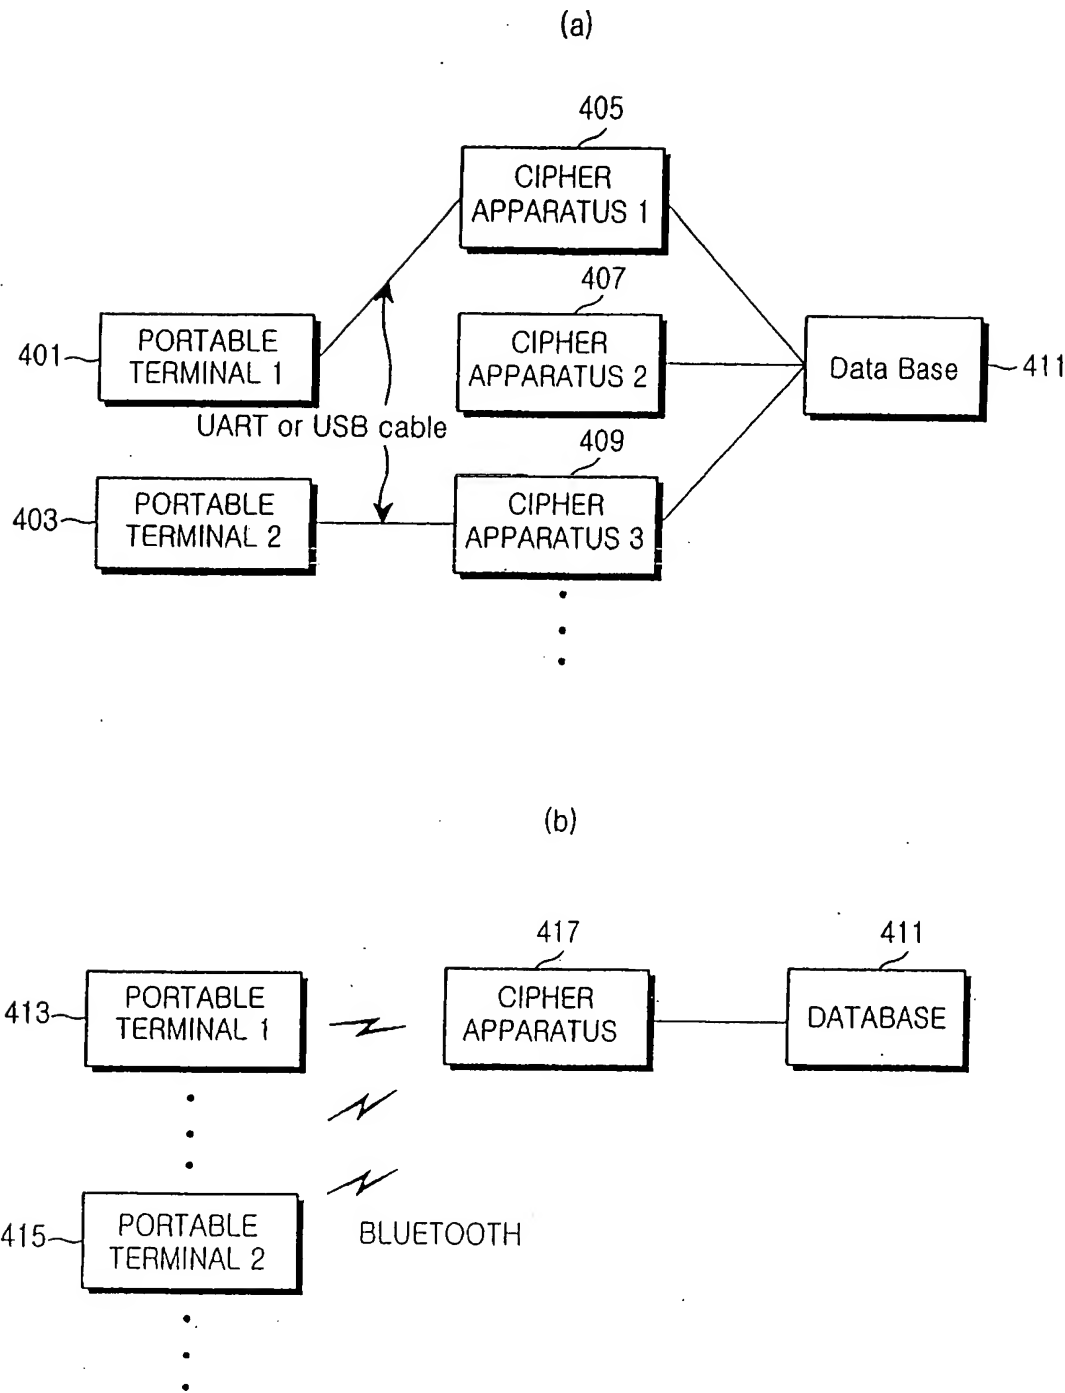 (a)
405
CIPHER
APPARATUS 1
407
401
PORTABLE
TERMINAL 1
CIPHER
APPARATUS 2
Data Base
411
UART or USB cable
409
403
PORTABLE
TERMINAL 2
CIPHER
APPARATUS 3
(b)
417
411
413
PORTABLE
TERMINAL 1
CIPHER
APPARATUS
DATABASE
415
PORTABLE
TERMINAL 2
BLUETOOTH